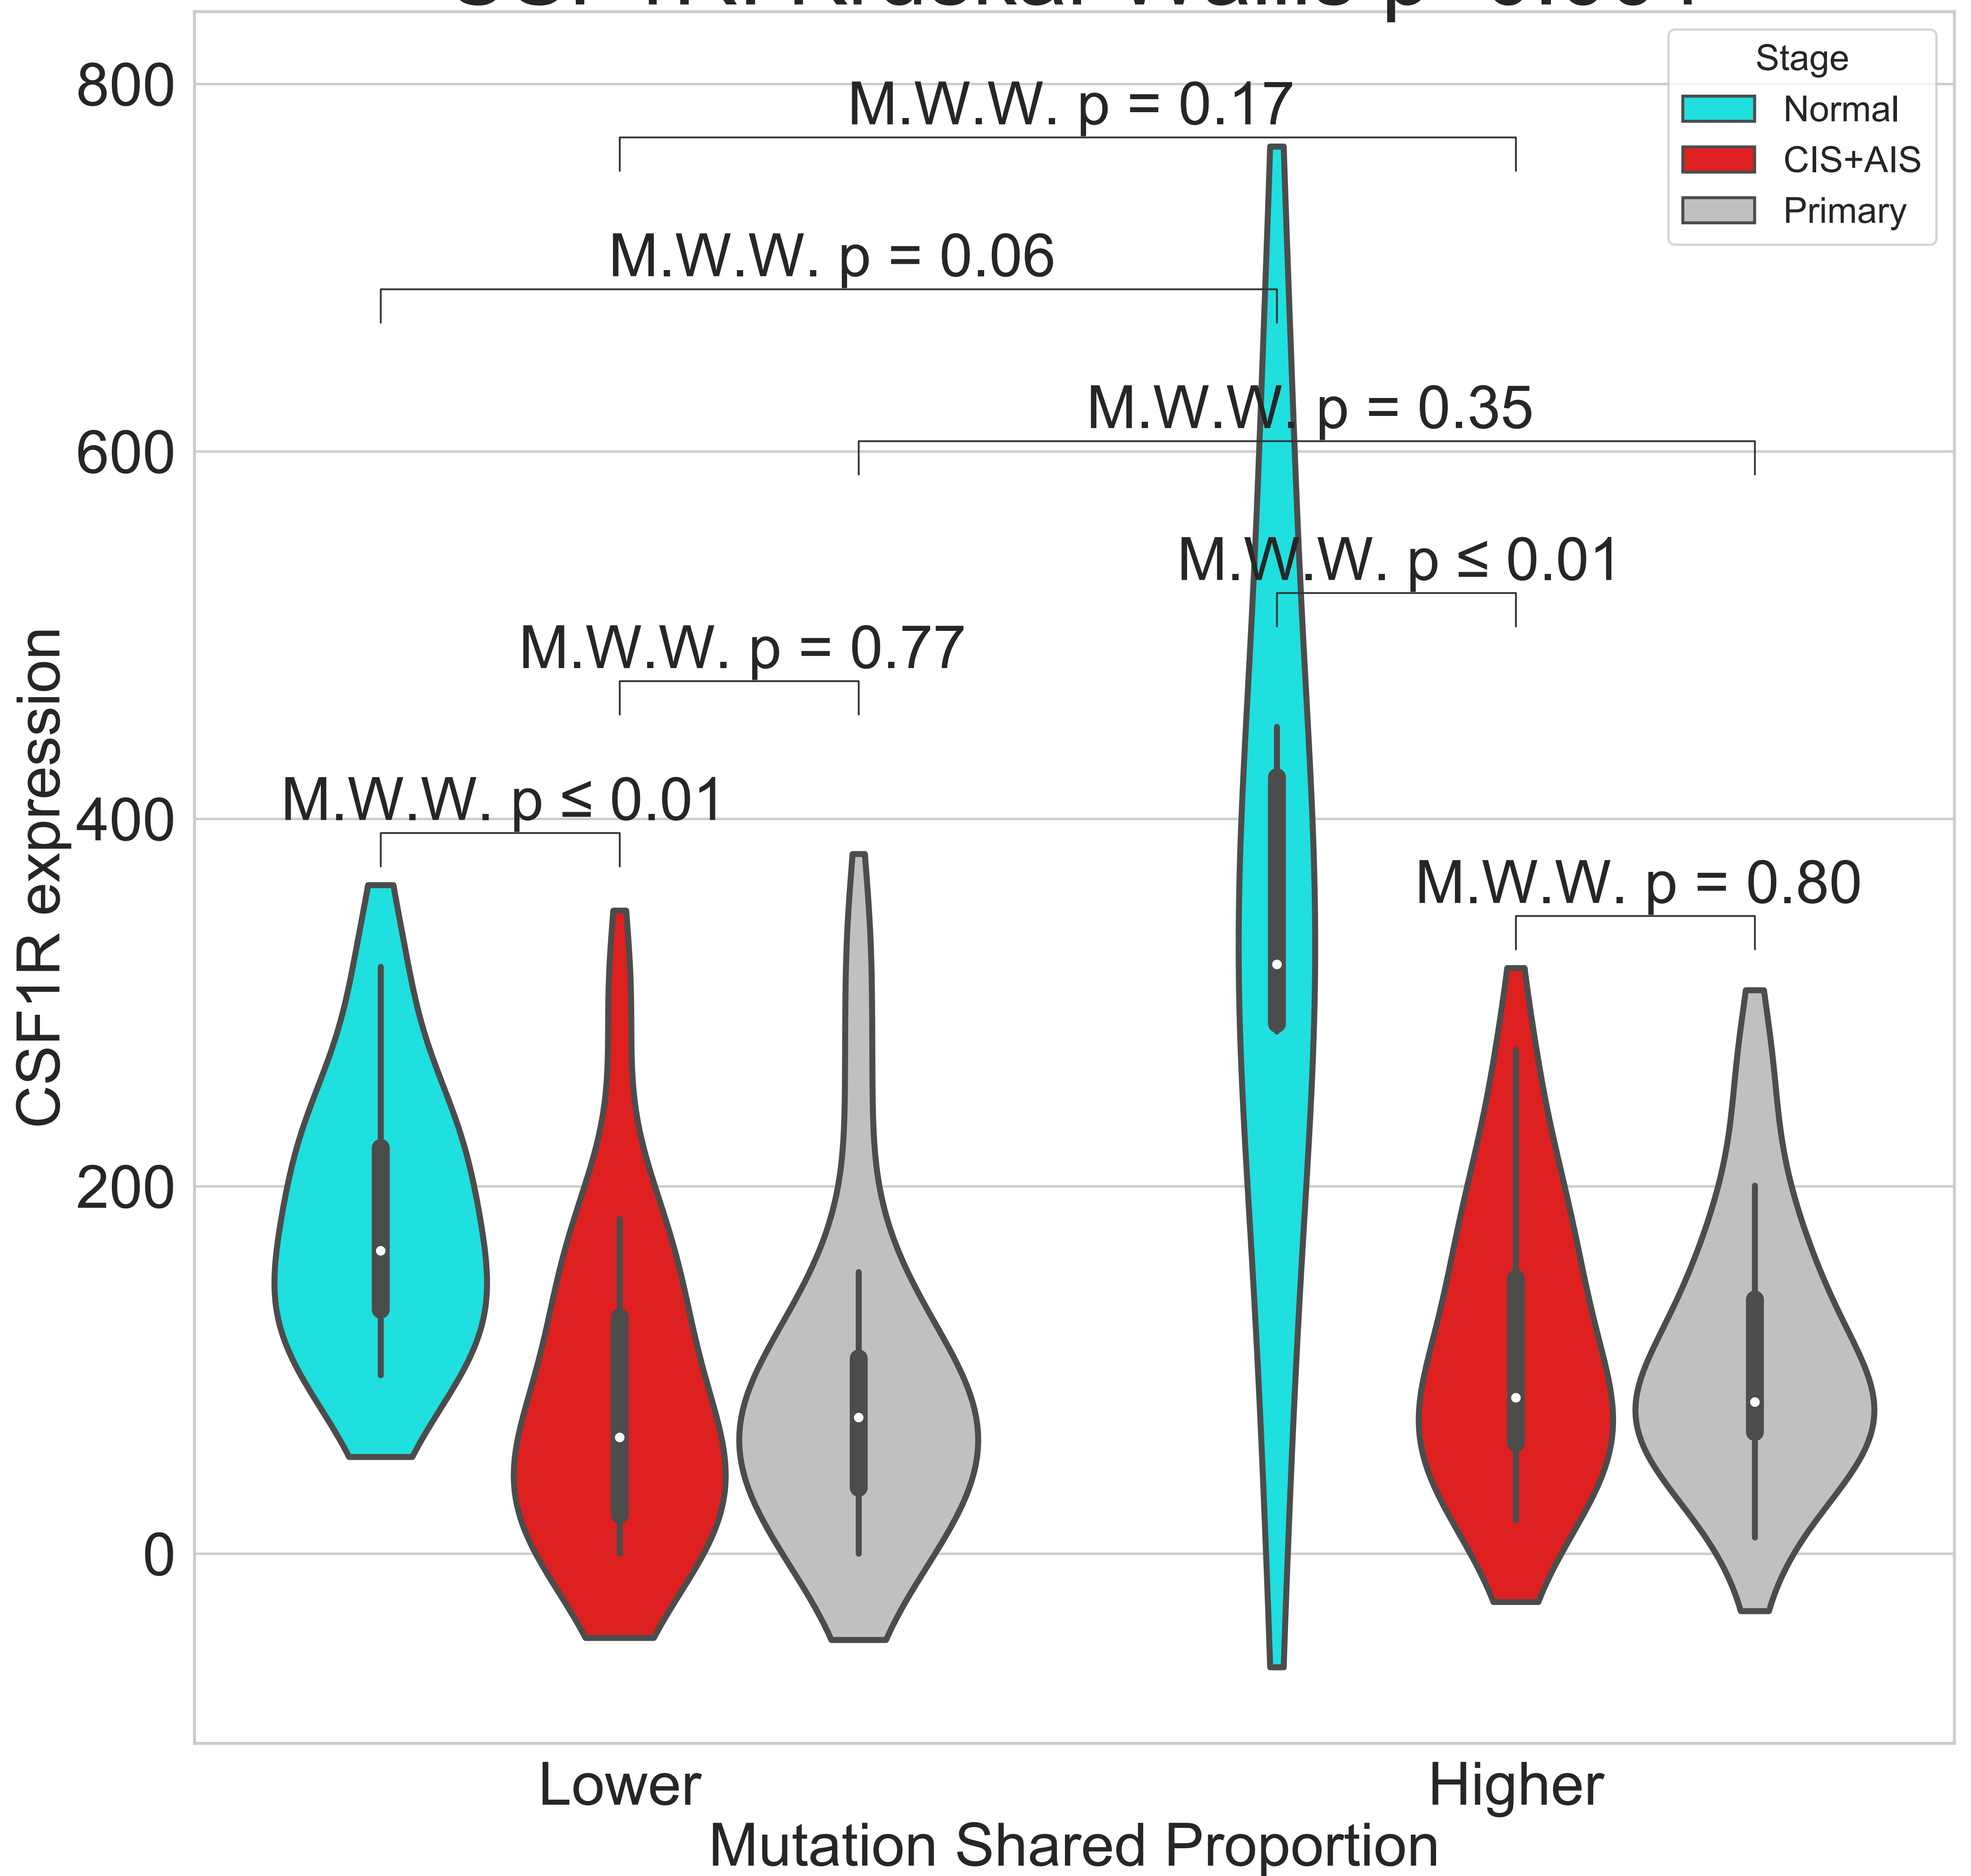 800
600
400
200
0
CSF1R expression
Stage
Normal
CIS+AIS
Primary
M.W.W. p = 0.17
M.W.W. p = 0.06
M.W.W. p = 0.35
M.W.W. p ≤ 0.01
M.W.W. p = 0.77
M.W.W. p ≤ 0.01
M.W.W. p = 0.80
Lower
Higher
Mutation Shared Proportion